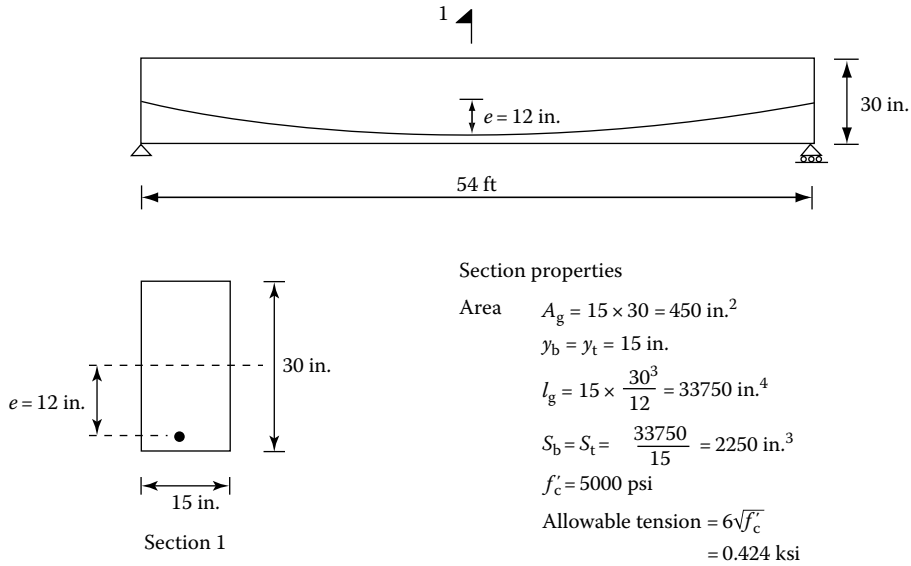 1
e = 12 in.
30 in.
54 ft
Section properties
Area A_g = 15 × 30 = 450 in.²
y_b = y_t = 15 in.
l_g = 15 × 30³/12 = 33750 in.⁴
S_b = S_t = 33750/15 = 2250 in.³
f′_c = 5000 psi
Allowable tension = 6√f′_c
= 0.424 ksi
30 in.
e = 12 in.
15 in.
Section 1